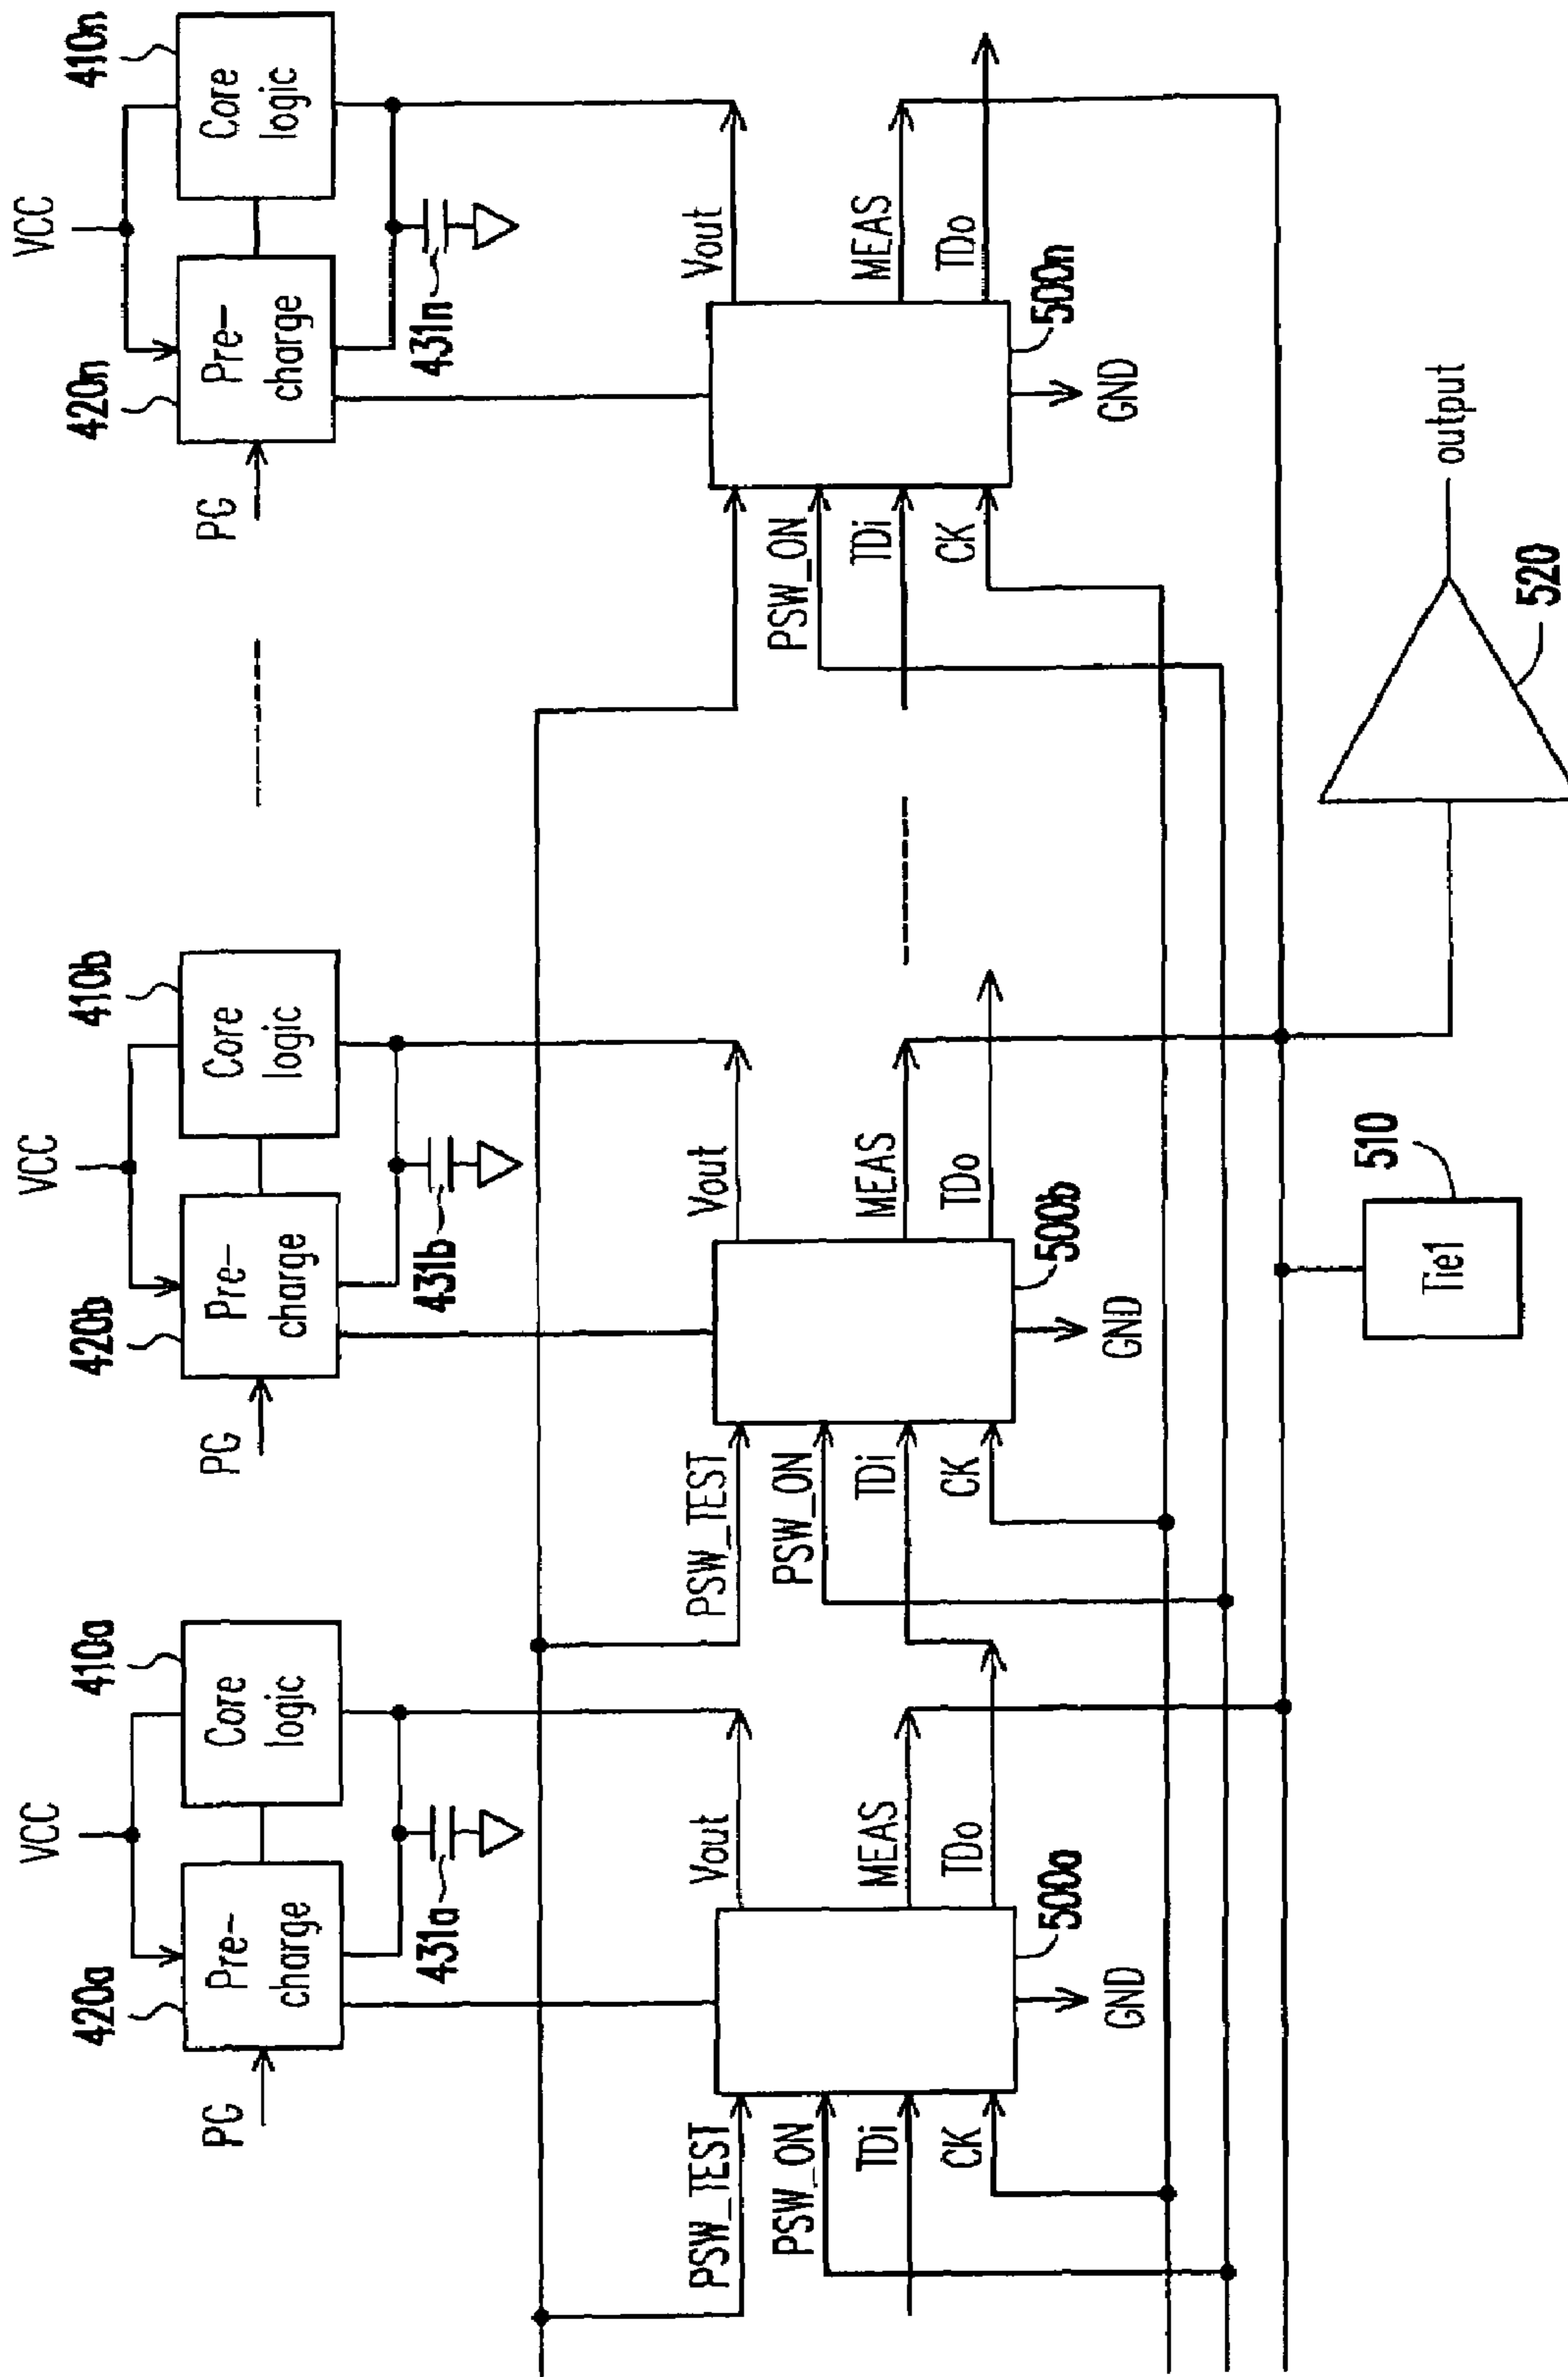 VCC
420a
410a
PG
Pre-
charge
Core
logic
431a
PSW_TEST
PSW_ON
TDi
CK
Vout
MEAS
TDo
500a
GND
VCC
420b
410b
PG
Pre-
charge
Core
logic
431b
PSW_TEST
PSW_ON
TDi
CK
Vout
MEAS
TDo
500b
GND
VCC
420n
410n
PG
Pre-
charge
Core
logic
431n
PSW_ON
TDi
CK
Vout
MEAS
TDo
500n
GND
Tie1
510
520
output